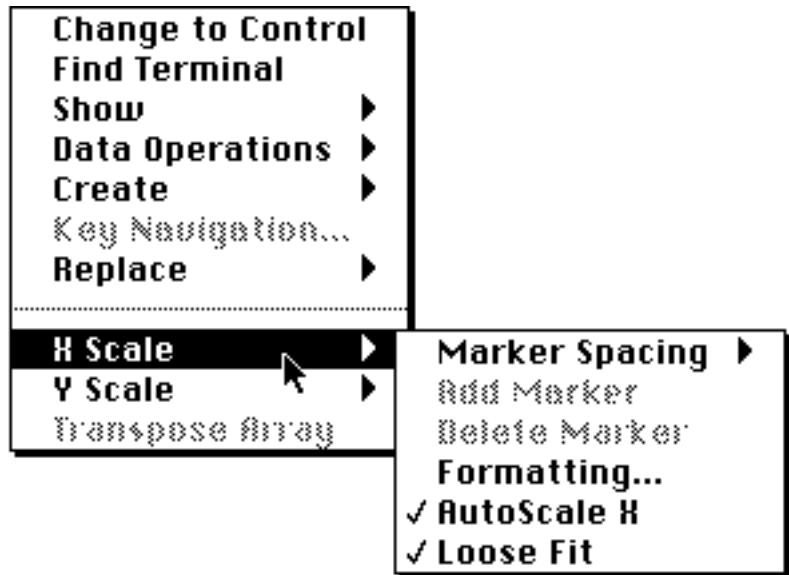 Change to Control
Find Terminal
Show
Data Operations
Create
Key Navigation...
Replace
X Scale
Y Scale
Transpose Array
Marker Spacing
Add Marker
Delete Marker
Formatting...
✓ AutoScale X
✓ Loose Fit